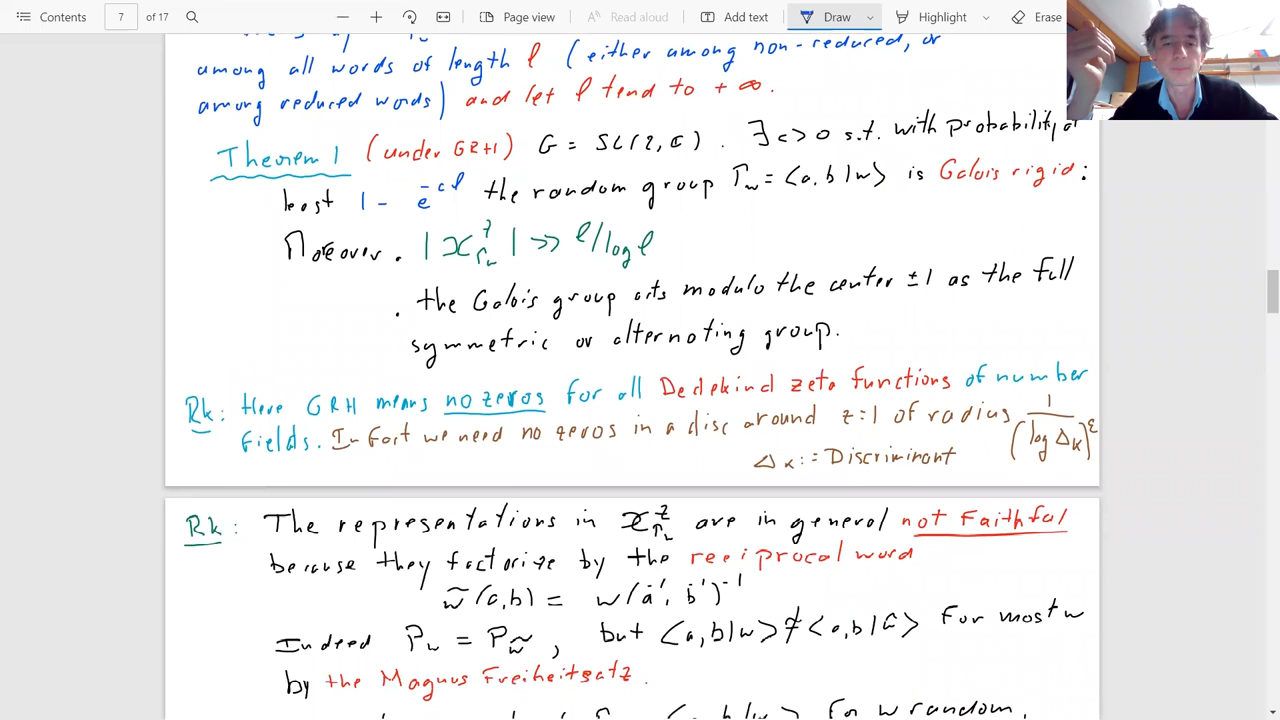 Contents 7 of 17 Page view Read aloud Add text Draw Highlight Erase
among all words of length l (either among non-reduced, or
among reduced words) and let l tend to + ∞.
Theorem 1 (under GRH) G = SL(2, C). ∃ c>0 s.t. with probability at
least 1 - e^{-cl} the random group Γ_w = <a, b | w> is Galois rigid:
Moreover . | X^z_{Γ_w} | >> l/log l
. the Galois group acts modulo the center ±1 as the full
symmetric or alternating group.
Rk: Here GRH means no zeros for all Dedekind zeta functions of number
fields. In fact we need no zeros in a disc around z=1 of radius 1/(log Δ_K)^2
Δ_K := Discriminant
Rk: The representations in X^z_{Γ_w} are in general not faithful
because they factorize by the reciprocal word
w̃(a,b) = w(a^{-1}, b^{-1})^{-1}
Indeed P_w = P_w̃, but <a, b | w> ≠ <a, b | w̃> for most w
by the Magnus Freiheitssatz.
<a, b | w> for w random,